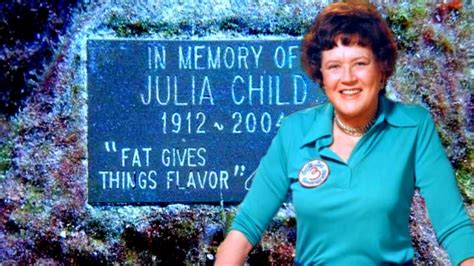 IN MEMORY OF
JULIA CHILD
1912 ~ 2004
"FAT GIVES
THINGS FLAVOR"